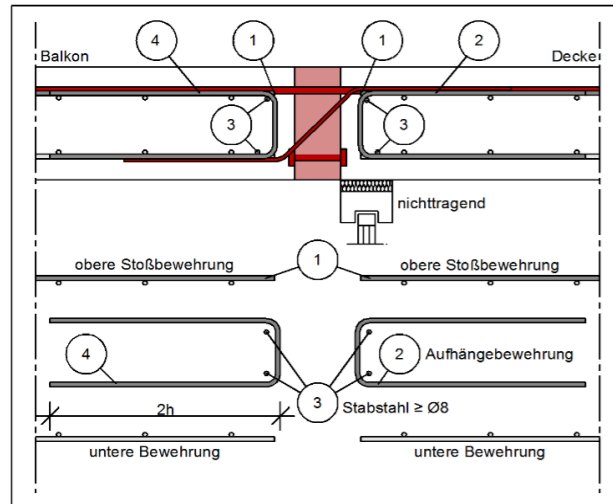 4 1 1 2
Balkon Decke
3 3
nichttragend
obere Stoßbewehrung 1 obere Stoßbewehrung
4 2 Aufhängebewehrung
2h 3 Stabstahl ≥ Ø8
untere Bewehrung untere Bewehrung